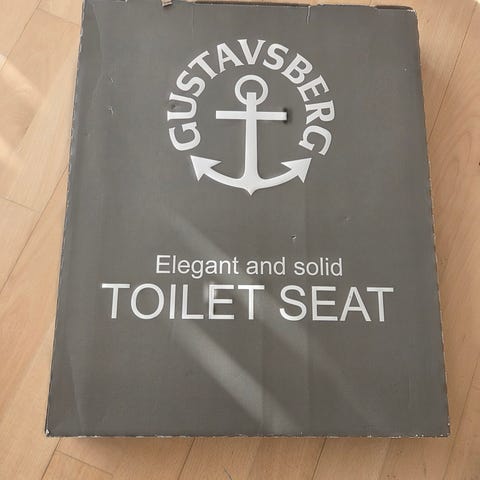 GUSTAVSBERG
Elegant and solid
TOILET SEAT